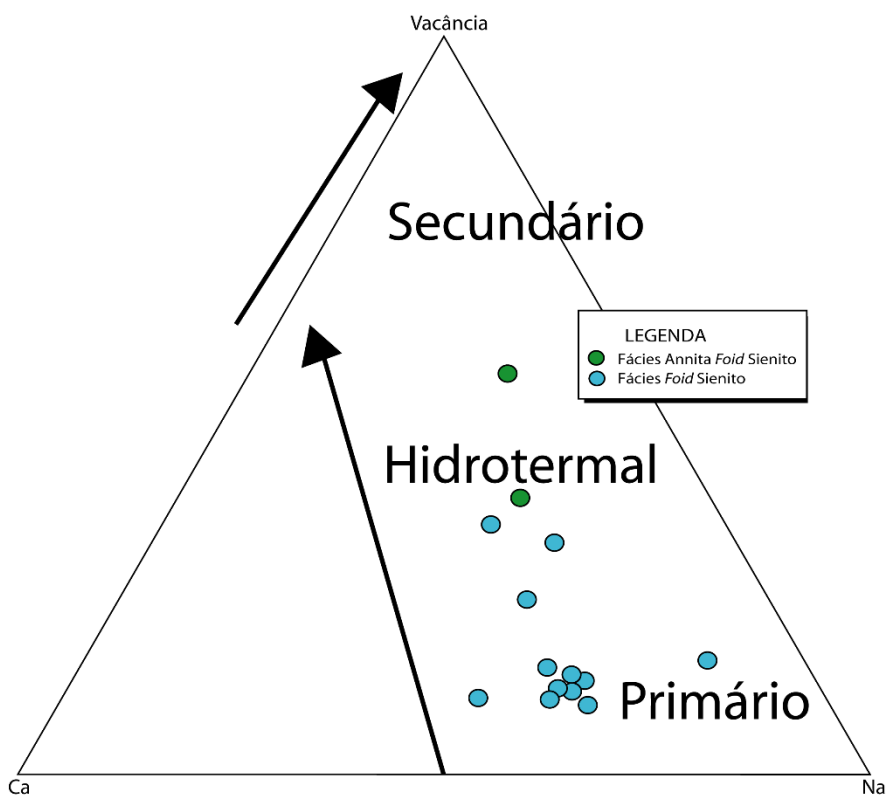 Vacância
Secundário
LEGENDA
Fácies Annita Foid Sienito
Fácies Foid Sienito
Hidrotermal
Primário
Ca
Na